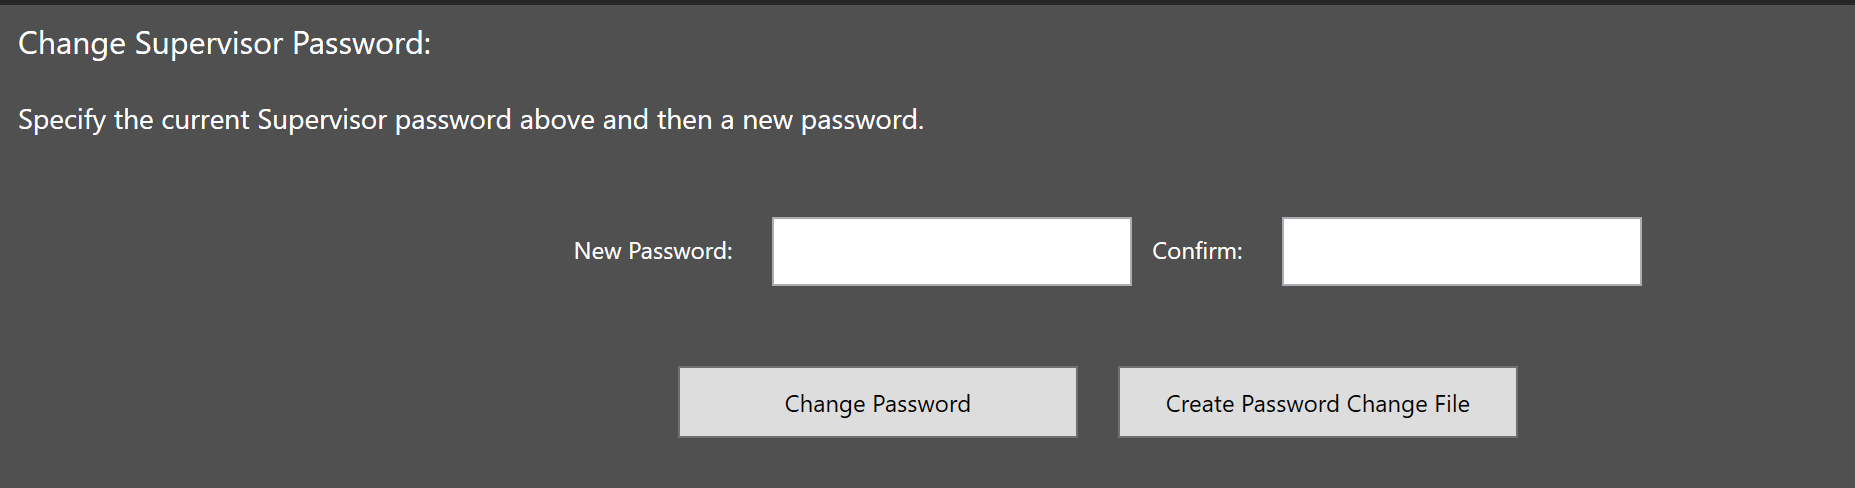 Change Supervisor Password:
Specify the current Supervisor password above and then a new password.
New Password: Confirm:
Change Password Create Password Change File